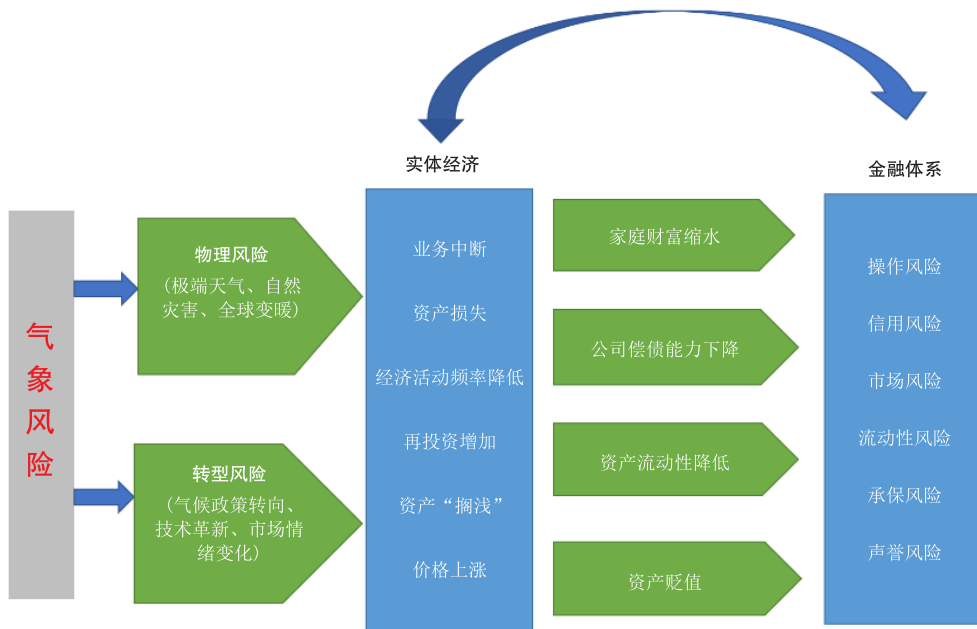 实体经济
金融体系
气象风险
物理风险
(极端天气、自然
灾害、全球变暖)
转型风险
(气候政策转向、
技术革新、市场情
绪变化)
业务中断
资产损失
经济活动频率降低
再投资增加
资产“搁浅”
价格上涨
家庭财富缩水
公司偿债能力下降
资产流动性降低
资产贬值
操作风险
信用风险
市场风险
流动性风险
承保风险
声誉风险